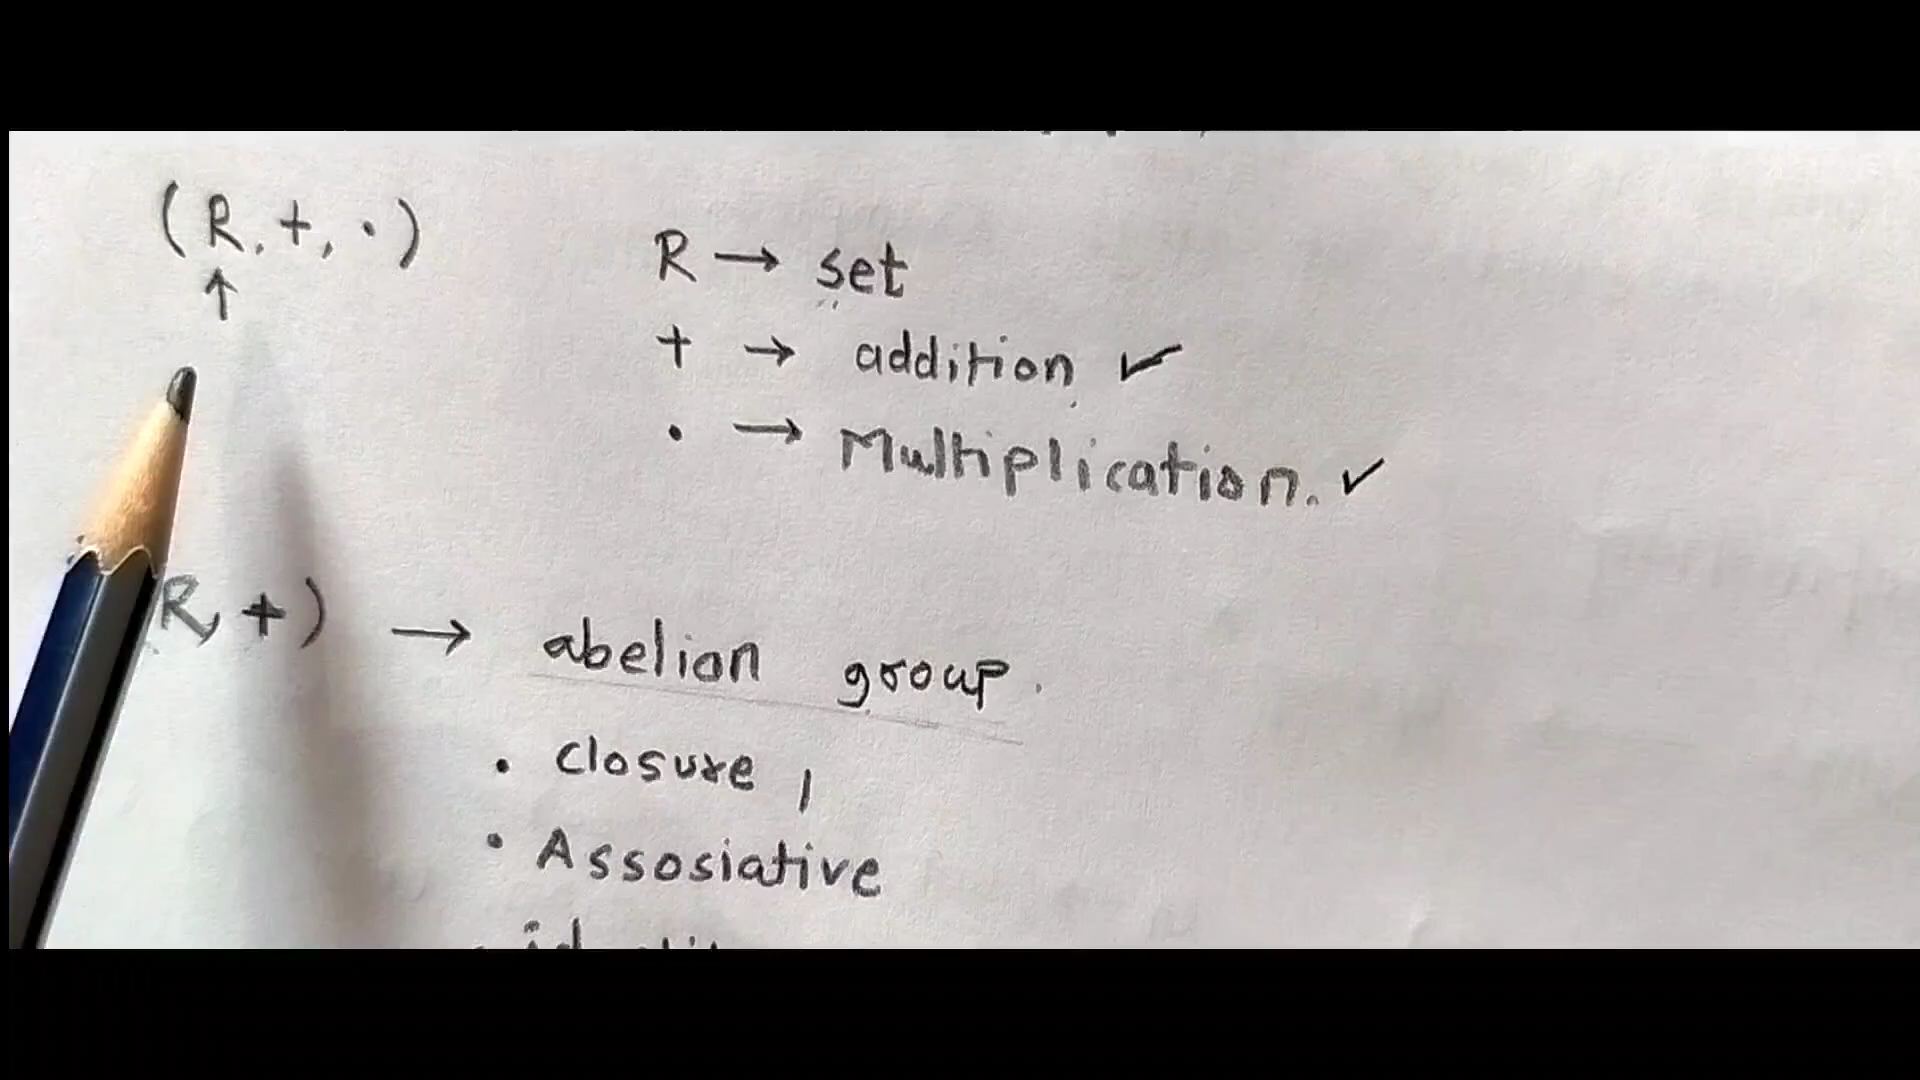 (R, +, ·)
↑
R → set
+ → addition ✓
· → Multiplication. ✓
R, +) → abelian group.
• closure,
• Assosiative